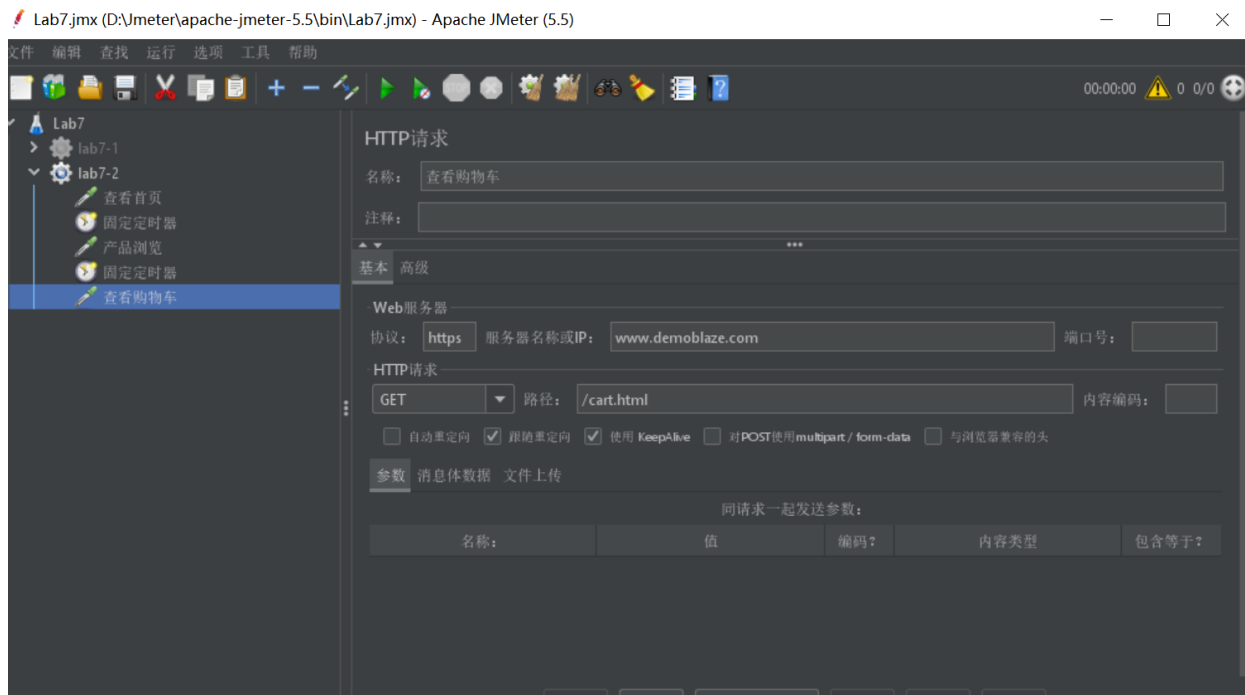 Lab7.jmx (D:\Jmeter\apache-jmeter-5.5\bin\Lab7.jmx) - Apache JMeter (5.5)
文件 编辑 查找 运行 选项 工具 帮助
STOP 00:00:00 0 0/0
Lab7
lab7-1
lab7-2
查看首页
固定定时器
产品浏览
固定定时器
查看购物车
HTTP请求
名称： 查看购物车
注释：
基本 高级
Web服务器
协议： https 服务器名称或IP： www.demoblaze.com 端口号：
HTTP请求
GET 路径： /cart.html 内容编码：
自动重定向 跟随重定向 使用 KeepAlive 对POST使用multipart / form-data 与浏览器兼容的头
参数 消息体数据 文件上传
同请求一起发送参数：
名称： 值 编码? 内容类型 包含等于?